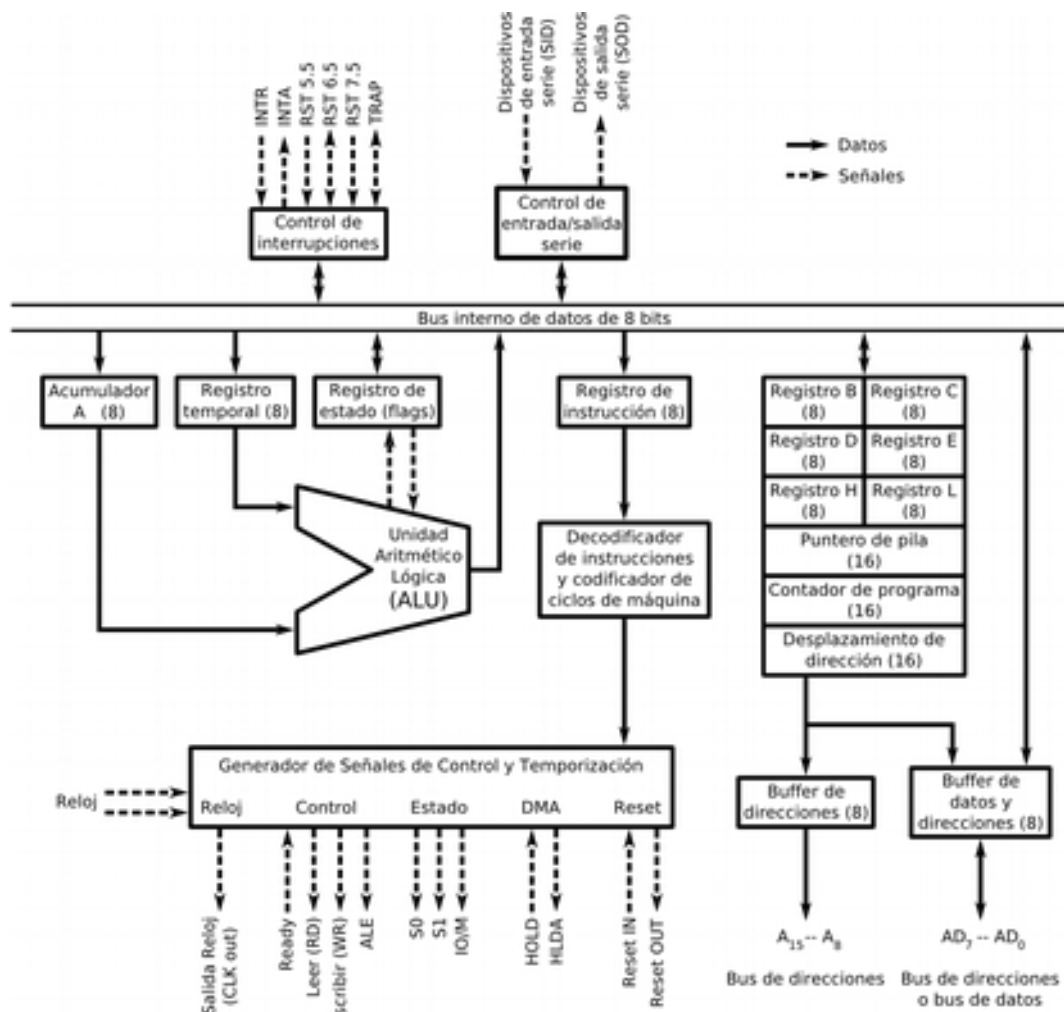 INTR
INTA
RST 5.5
RST 6.5
RST 7.5
TRAP
Dispositivos
de entrada
serie (SID)
Dispositivos
de salida
serie (SOD)
Datos
Señales
Control de
interrupciones
Control de
entrada/salida
serie
Bus interno de datos de 8 bits
Acumulador
A (8)
Registro
temporal (8)
Registro de
estado (flags)
Registro de
instrucción (8)
Registro B
(8)
Registro C
(8)
Registro D
(8)
Registro E
(8)
Registro H
(8)
Registro L
(8)
Puntero de pila
(16)
Contador de programa
(16)
Desplazamiento de
dirección (16)
Unidad
Aritmético
Lógica
(ALU)
Decodificador
de instrucciones
y codificador de
ciclos de máquina
Generador de Señales de Control y Temporización
Reloj
Reloj
Control
Estado
DMA
Reset
Buffer de
direcciones (8)
Buffer de
datos y
direcciones (8)
Salida Reloj
(CLK out)
Ready
Leer (RD)
scribir (WR)
ALE
S0
S1
IO/M
HOLD
HLDA
Reset IN
Reset OUT
A15 -- A8
Bus de direcciones
AD7 -- AD0
Bus de direcciones
o bus de datos